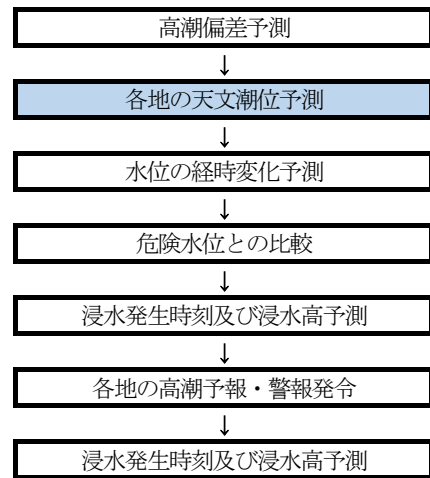 高潮偏差予測
↓
各地の天文潮位予測
↓
水位の経時変化予測
↓
危険水位との比較
↓
浸水発生時刻及び浸水高予測
↓
各地の高潮予報・警報発令
↓
浸水発生時刻及び浸水高予測